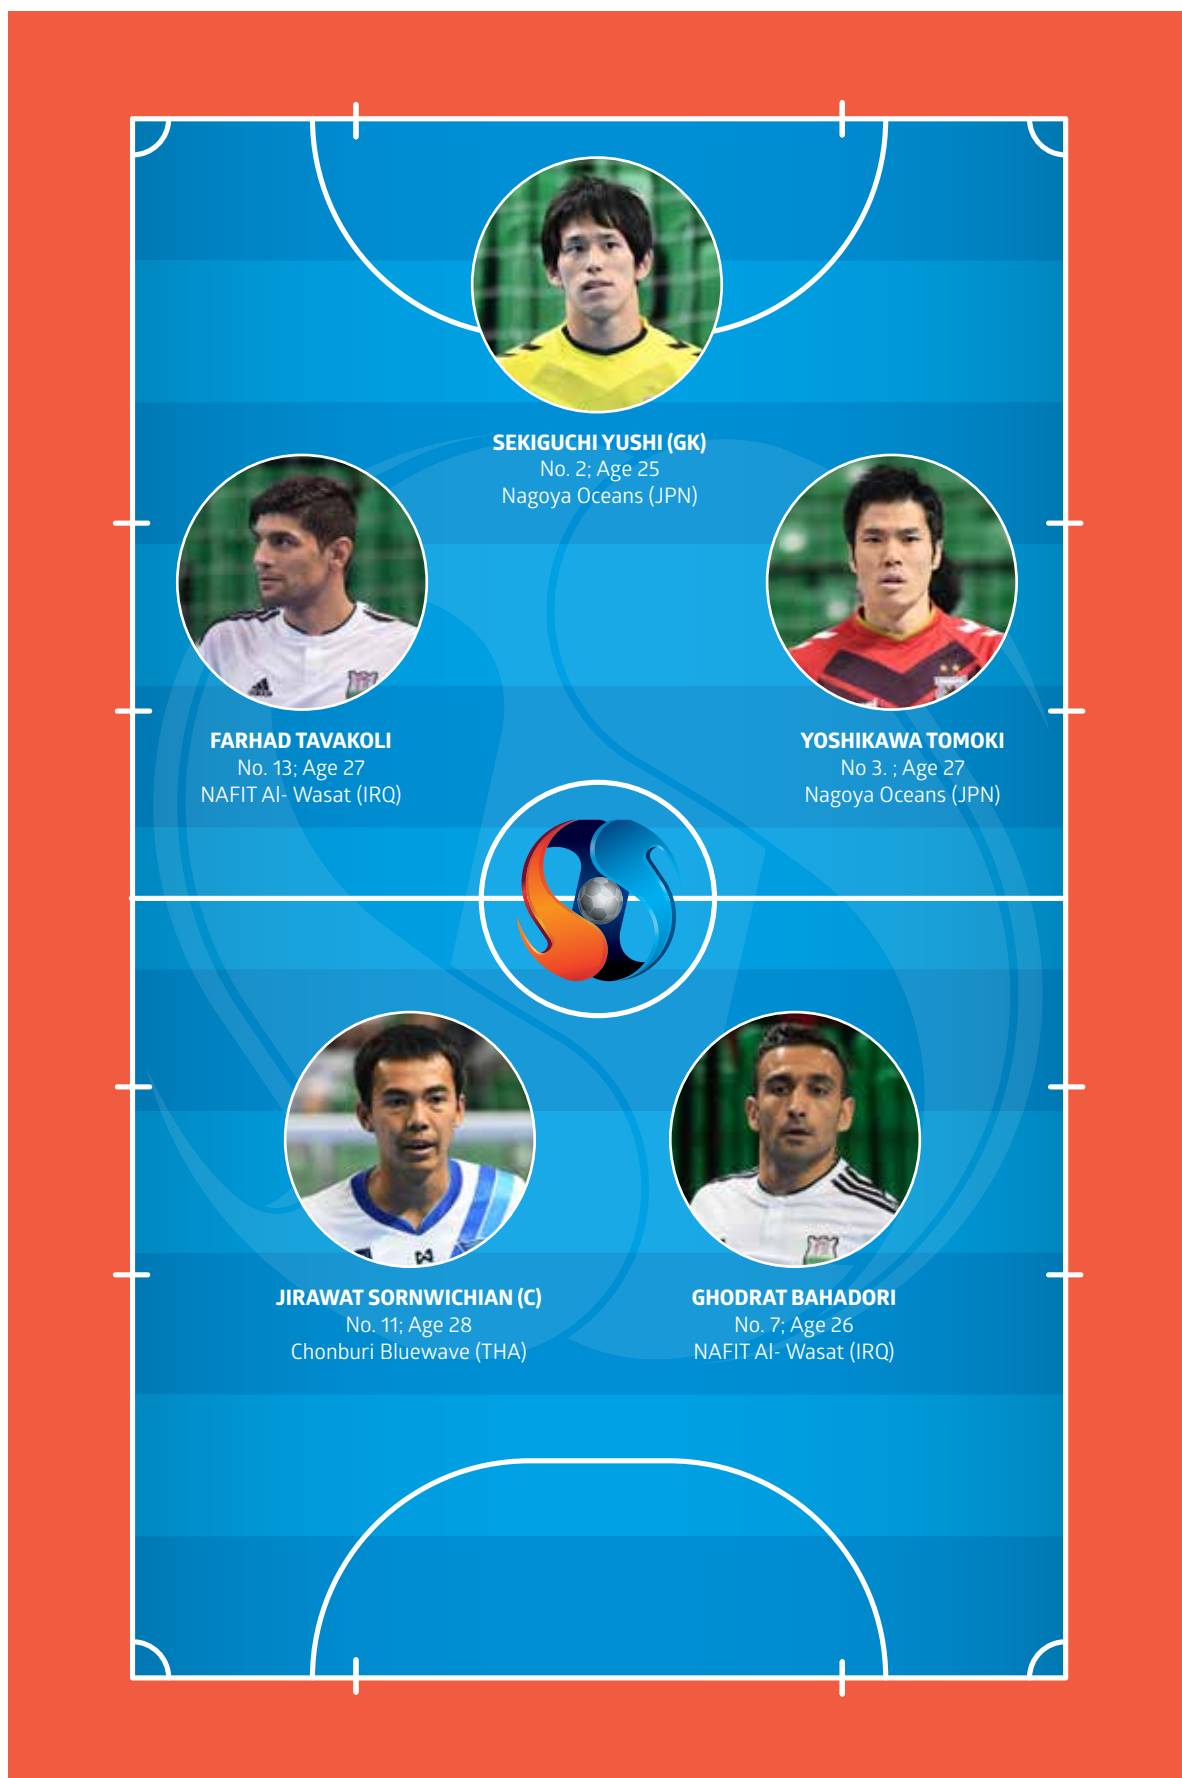 SEKIGUCHI YUSHI (GK)
No. 2; Age 25
Nagoya Oceans (JPN)
FARHAD TAVAKOLI
No. 13; Age 27
NAFIT Al- Wasat (IRQ)
YOSHIKAWA TOMOKI
No 3. ; Age 27
Nagoya Oceans (JPN)
JIRAWAT SORNWICHIAN (C)
No. 11; Age 28
Chonburi Bluewave (THA)
GHODRAT BAHADORI
No. 7; Age 26
NAFIT Al- Wasat (IRQ)